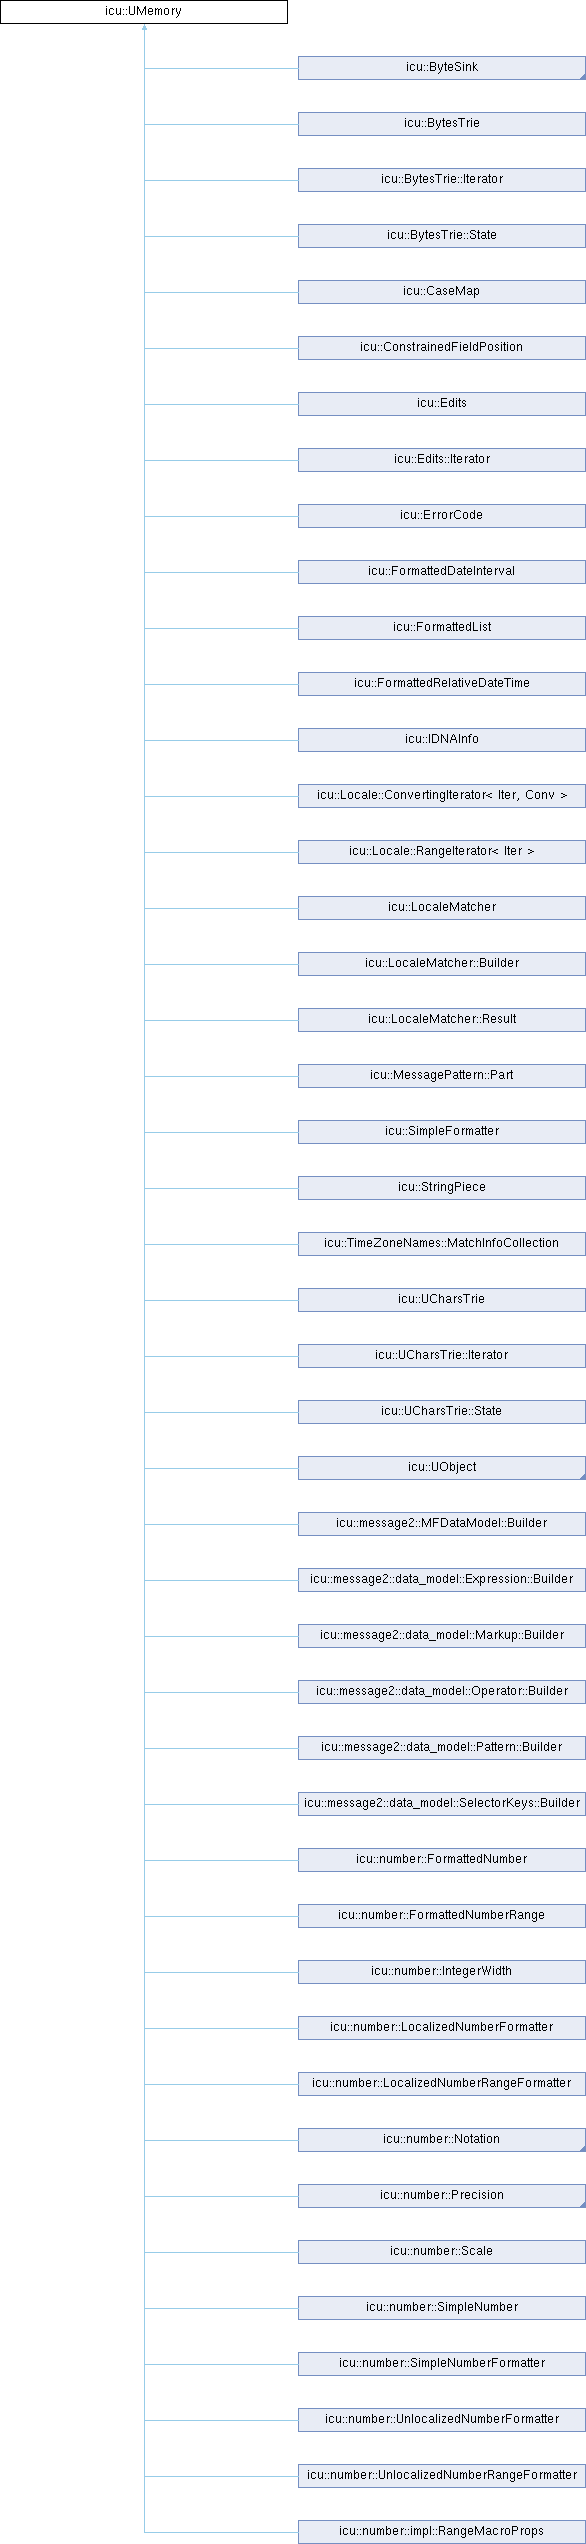 icu::UMemory
icu::ByteSink
icu::BytesTrie
icu::BytesTrie::Iterator
icu::BytesTrie::State
icu::CaseMap
icu::ConstrainedFieldPosition
icu::Edits
icu::Edits::Iterator
icu::ErrorCode
icu::FormattedDateInterval
icu::FormattedList
icu::FormattedRelativeDateTime
icu::IDNAInfo
icu::Locale::ConvertingIterator< Iter, Conv >
icu::Locale::RangeIterator< Iter >
icu::LocaleMatcher
icu::LocaleMatcher::Builder
icu::LocaleMatcher::Result
icu::MessagePattern::Part
icu::SimpleFormatter
icu::StringPiece
icu::TimeZoneNames::MatchInfoCollection
icu::UCharsTrie
icu::UCharsTrie::Iterator
icu::UCharsTrie::State
icu::UObject
icu::message2::MFDataModel::Builder
icu::message2::data_model::Expression::Builder
icu::message2::data_model::Markup::Builder
icu::message2::data_model::Operator::Builder
icu::message2::data_model::Pattern::Builder
icu::message2::data_model::SelectorKeys::Builder
icu::number::FormattedNumber
icu::number::FormattedNumberRange
icu::number::IntegerWidth
icu::number::LocalizedNumberFormatter
icu::number::LocalizedNumberRangeFormatter
icu::number::Notation
icu::number::Precision
icu::number::Scale
icu::number::SimpleNumber
icu::number::SimpleNumberFormatter
icu::number::UnlocalizedNumberFormatter
icu::number::UnlocalizedNumberRangeFormatter
icu::number::impl::RangeMacroProps